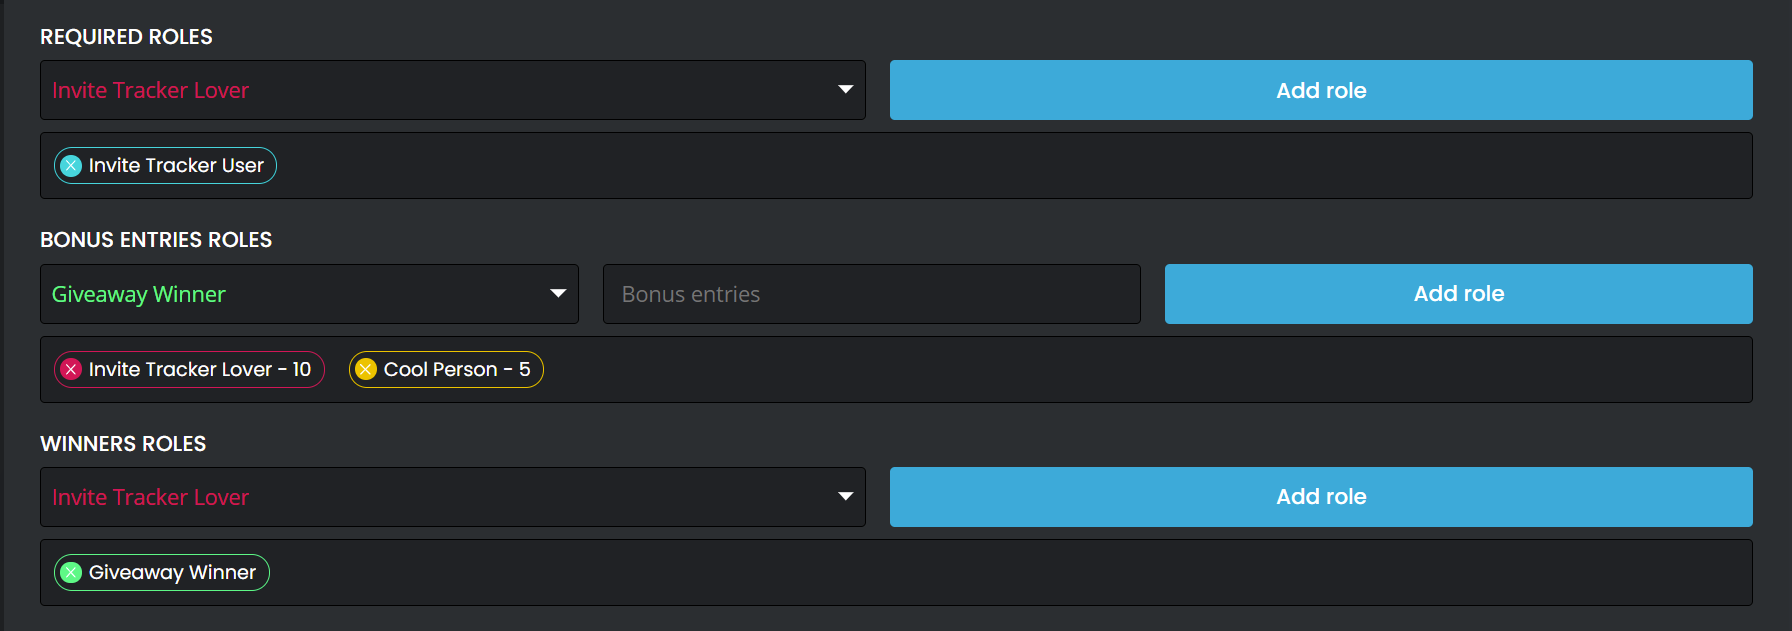 REQUIRED ROLES
Invite Tracker Lover
Add role
Invite Tracker User
BONUS ENTRIES ROLES
Giveaway Winner
Bonus entries
Add role
Invite Tracker Lover - 10
Cool Person - 5
WINNERS ROLES
Invite Tracker Lover
Add role
Giveaway Winner